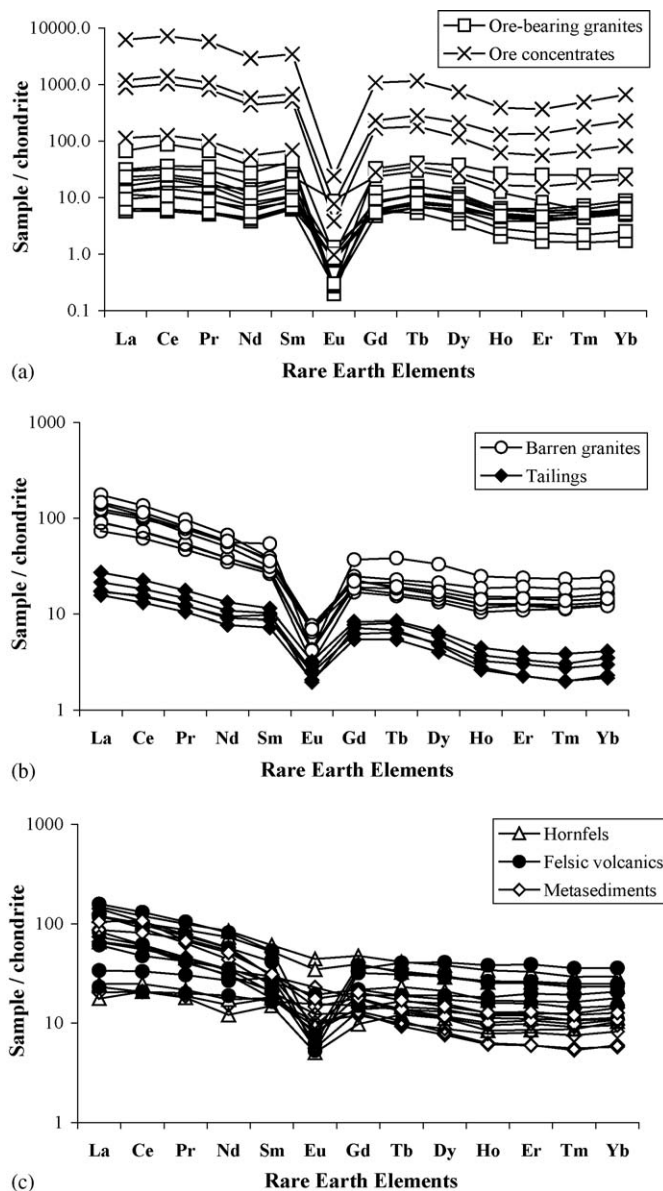 10000.0
1000.0
100.0
10.0
1.0
0.1
Sample / chondrite
Ore-bearing granites
Ore concentrates
La Ce Pr Nd Sm Eu Gd Tb Dy Ho Er Tm Yb
(a)
Rare Earth Elements
1000
100
10
1
Sample / chondrite
Barren granites
Tailings
La Ce Pr Nd Sm Eu Gd Tb Dy Ho Er Tm Yb
(b)
Rare Earth Elements
1000
100
10
1
Sample / chondrite
Hornfels
Felsic volcanics
Metasediments
La Ce Pr Nd Sm Eu Gd Tb Dy Ho Er Tm Yb
(c)
Rare Earth Elements